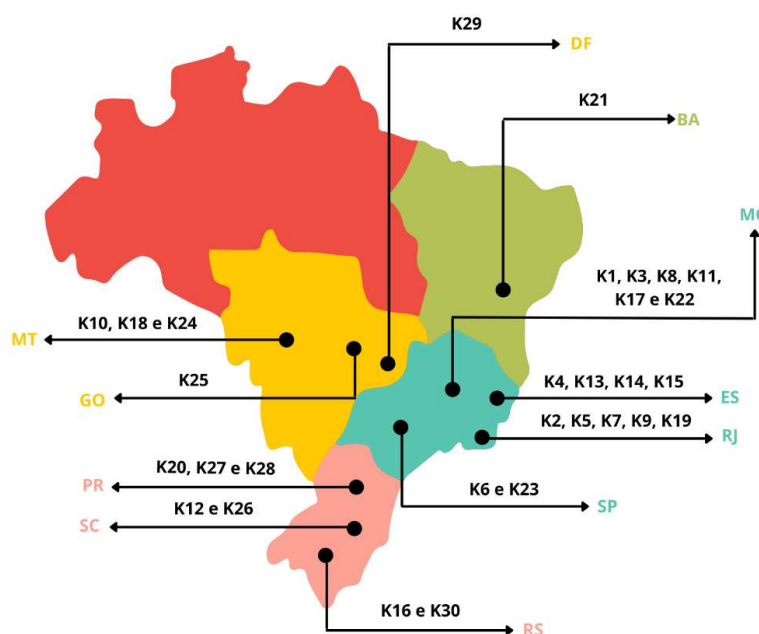 K29
DF
K21
BA
MG
K1, K3, K8, K11,
K17 e K22
K10, K18 e K24
MT
K25
GO
K4, K13, K14, K15
ES
K2, K5, K7, K9, K19
RJ
K20, K27 e K28
PR
K12 e K26
SC
K6 e K23
SP
K16 e K30
RS